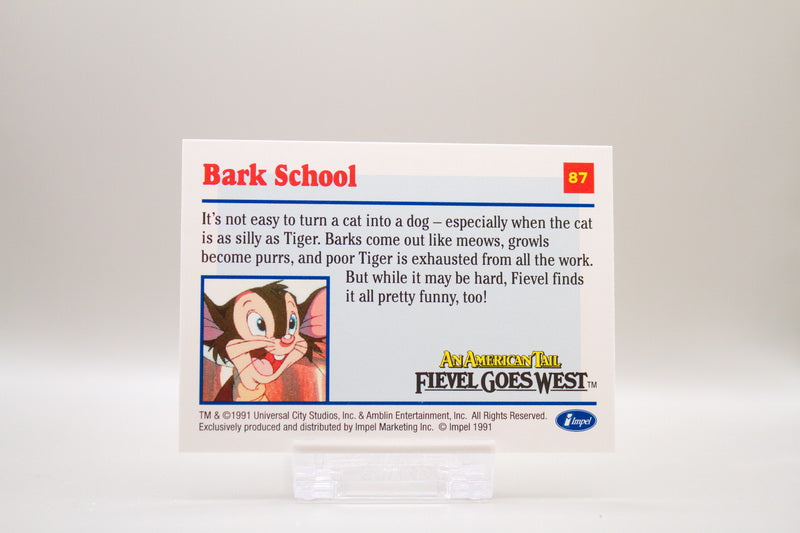 Bark School
87
It's not easy to turn a cat into a dog – especially when the cat
is as silly as Tiger. Barks come out like meows, growls
become purrs, and poor Tiger is exhausted from all the work.
But while it may be hard, Fievel finds
it all pretty funny, too!
AN AMERICAN TAIL
FIEVEL GOES WEST™
TM & ©1991 Universal City Studios, Inc. & Amblin Entertainment, Inc. All Rights Reserved.
Exclusively produced and distributed by Impel Marketing Inc. © Impel 1991
Impel